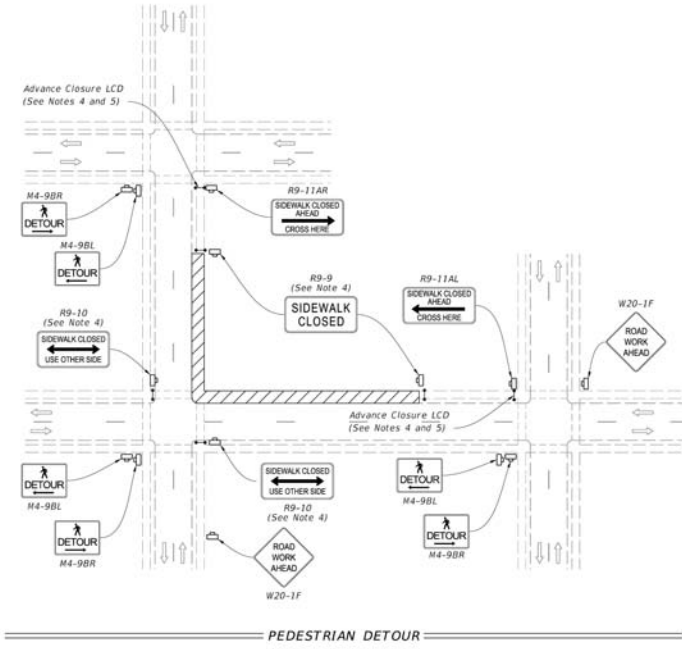 Advance Closure LCD
(See Notes 4 and 5)
M4-9BR
DETOUR
M4-9BL
DETOUR
R9-11AR
SIDEWALK CLOSED
AHEAD
CROSS HERE
R9-9
(See Note 4)
SIDEWALK
CLOSED
R9-11AL
SIDEWALK CLOSED
AHEAD
CROSS HERE
W20-1F
ROAD
WORK
AHEAD
R9-10
(See Note 4)
SIDEWALK CLOSED
USE OTHER SIDE
Advance Closure LCD
(See Notes 4 and 5)
DETOUR
M4-9BL
DETOUR
M4-9BR
SIDEWALK CLOSED
USE OTHER SIDE
R9-10
(See Note 4)
DETOUR
M4-9BL
DETOUR
M4-9BR
ROAD
WORK
AHEAD
W20-1F
PEDESTRIAN DETOUR